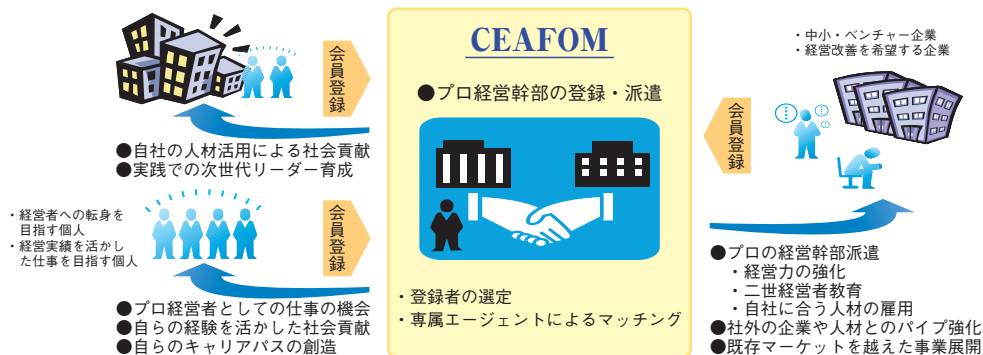 会員登録
●自社の人材活用による社会貢献
●実践での次世代リーダー育成
・経営者への転身を
目指す個人
・経営実績を活かし
た仕事を目指す個人
会員登録
●プロ経営者としての仕事の機会
●自らの経験を活かした社会貢献
●自らのキャリアパスの創造
CEAFOM
●プロ経営幹部の登録・派遣
・登録者の選定
・専属エージェントによるマッチング
・中小・ベンチャー企業
・経営改善を希望する企業
会員登録
●プロの経営幹部派遣
・経営力の強化
・二世経営者教育
・自社に合う人材の雇用
●社外の企業や人材とのパイプ強化
●既存マーケットを越えた事業展開